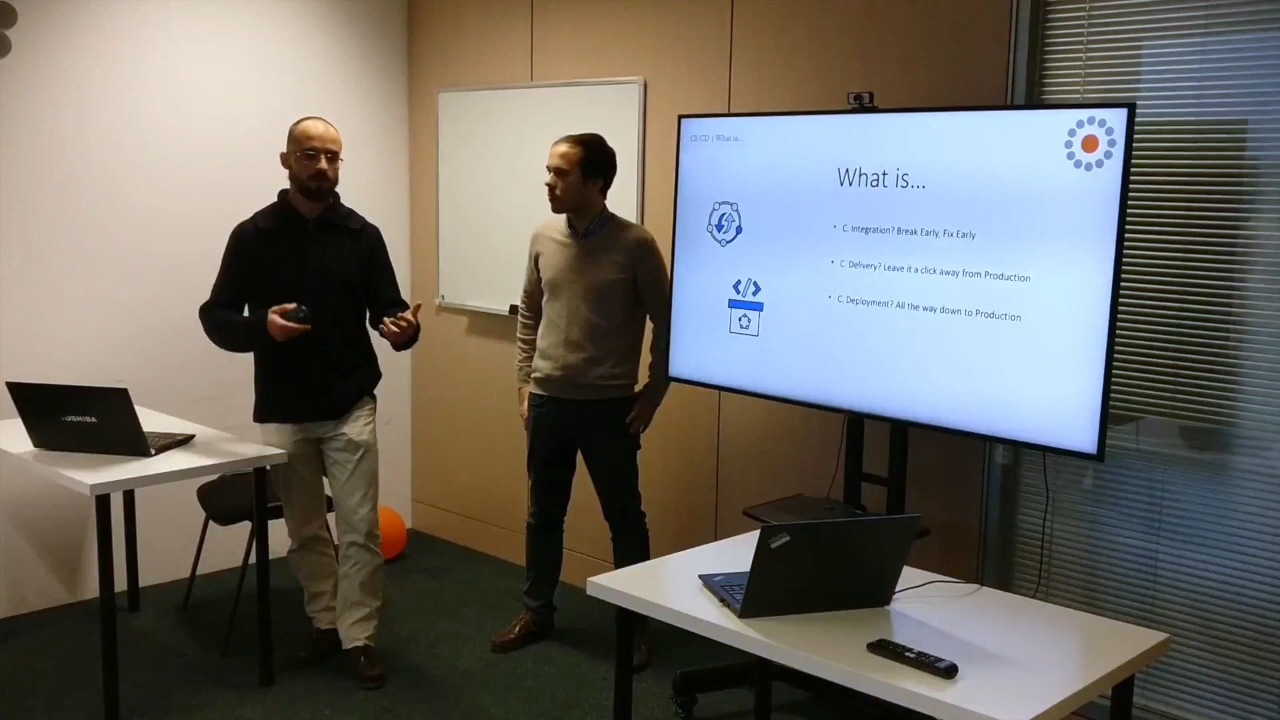 CI/CD | What is...
What is...
• C. Integration? Break Early, Fix Early
• C. Delivery? Leave it a click away from Production
• C. Deployment? All the way down to Production
</>
TOSHIBA